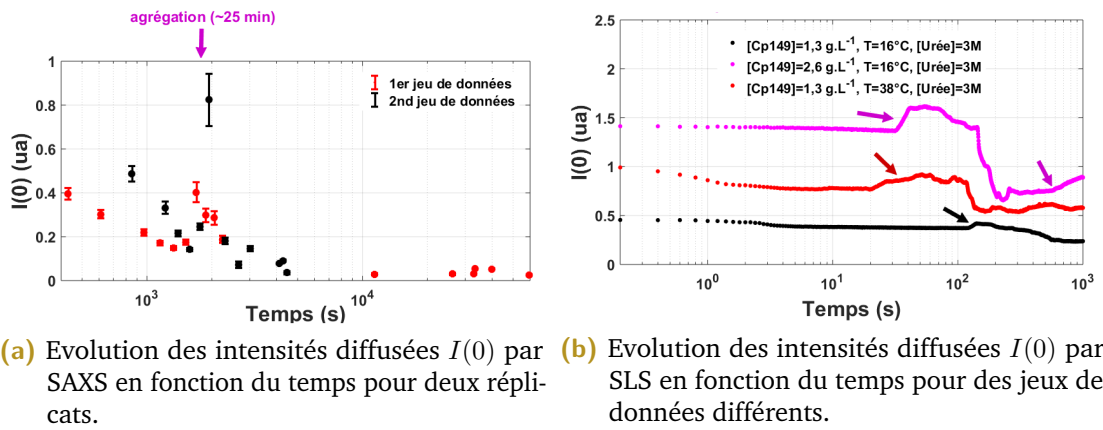 agrégation (~25 min)
1
0.8
0.6
0.4
0.2
0
I(0) (ua)
1er jeu de données
2nd jeu de données
10³
10⁴
Temps (s)
2.5
2
1.5
1
0.5
0
I(0) (ua)
[Cp149]=1,3 g.L⁻¹, T=16°C, [Urée]=3M
[Cp149]=2,6 g.L⁻¹, T=16°C, [Urée]=3M
[Cp149]=1,3 g.L⁻¹, T=38°C, [Urée]=3M
10⁰
10¹
10²
10³
Temps (s)
(a) Evolution des intensités diffusées I(0) par
SAXS en fonction du temps pour deux répli-
cats.
(b) Evolution des intensités diffusées I(0) par
SLS en fonction du temps pour des jeux de
données différents.